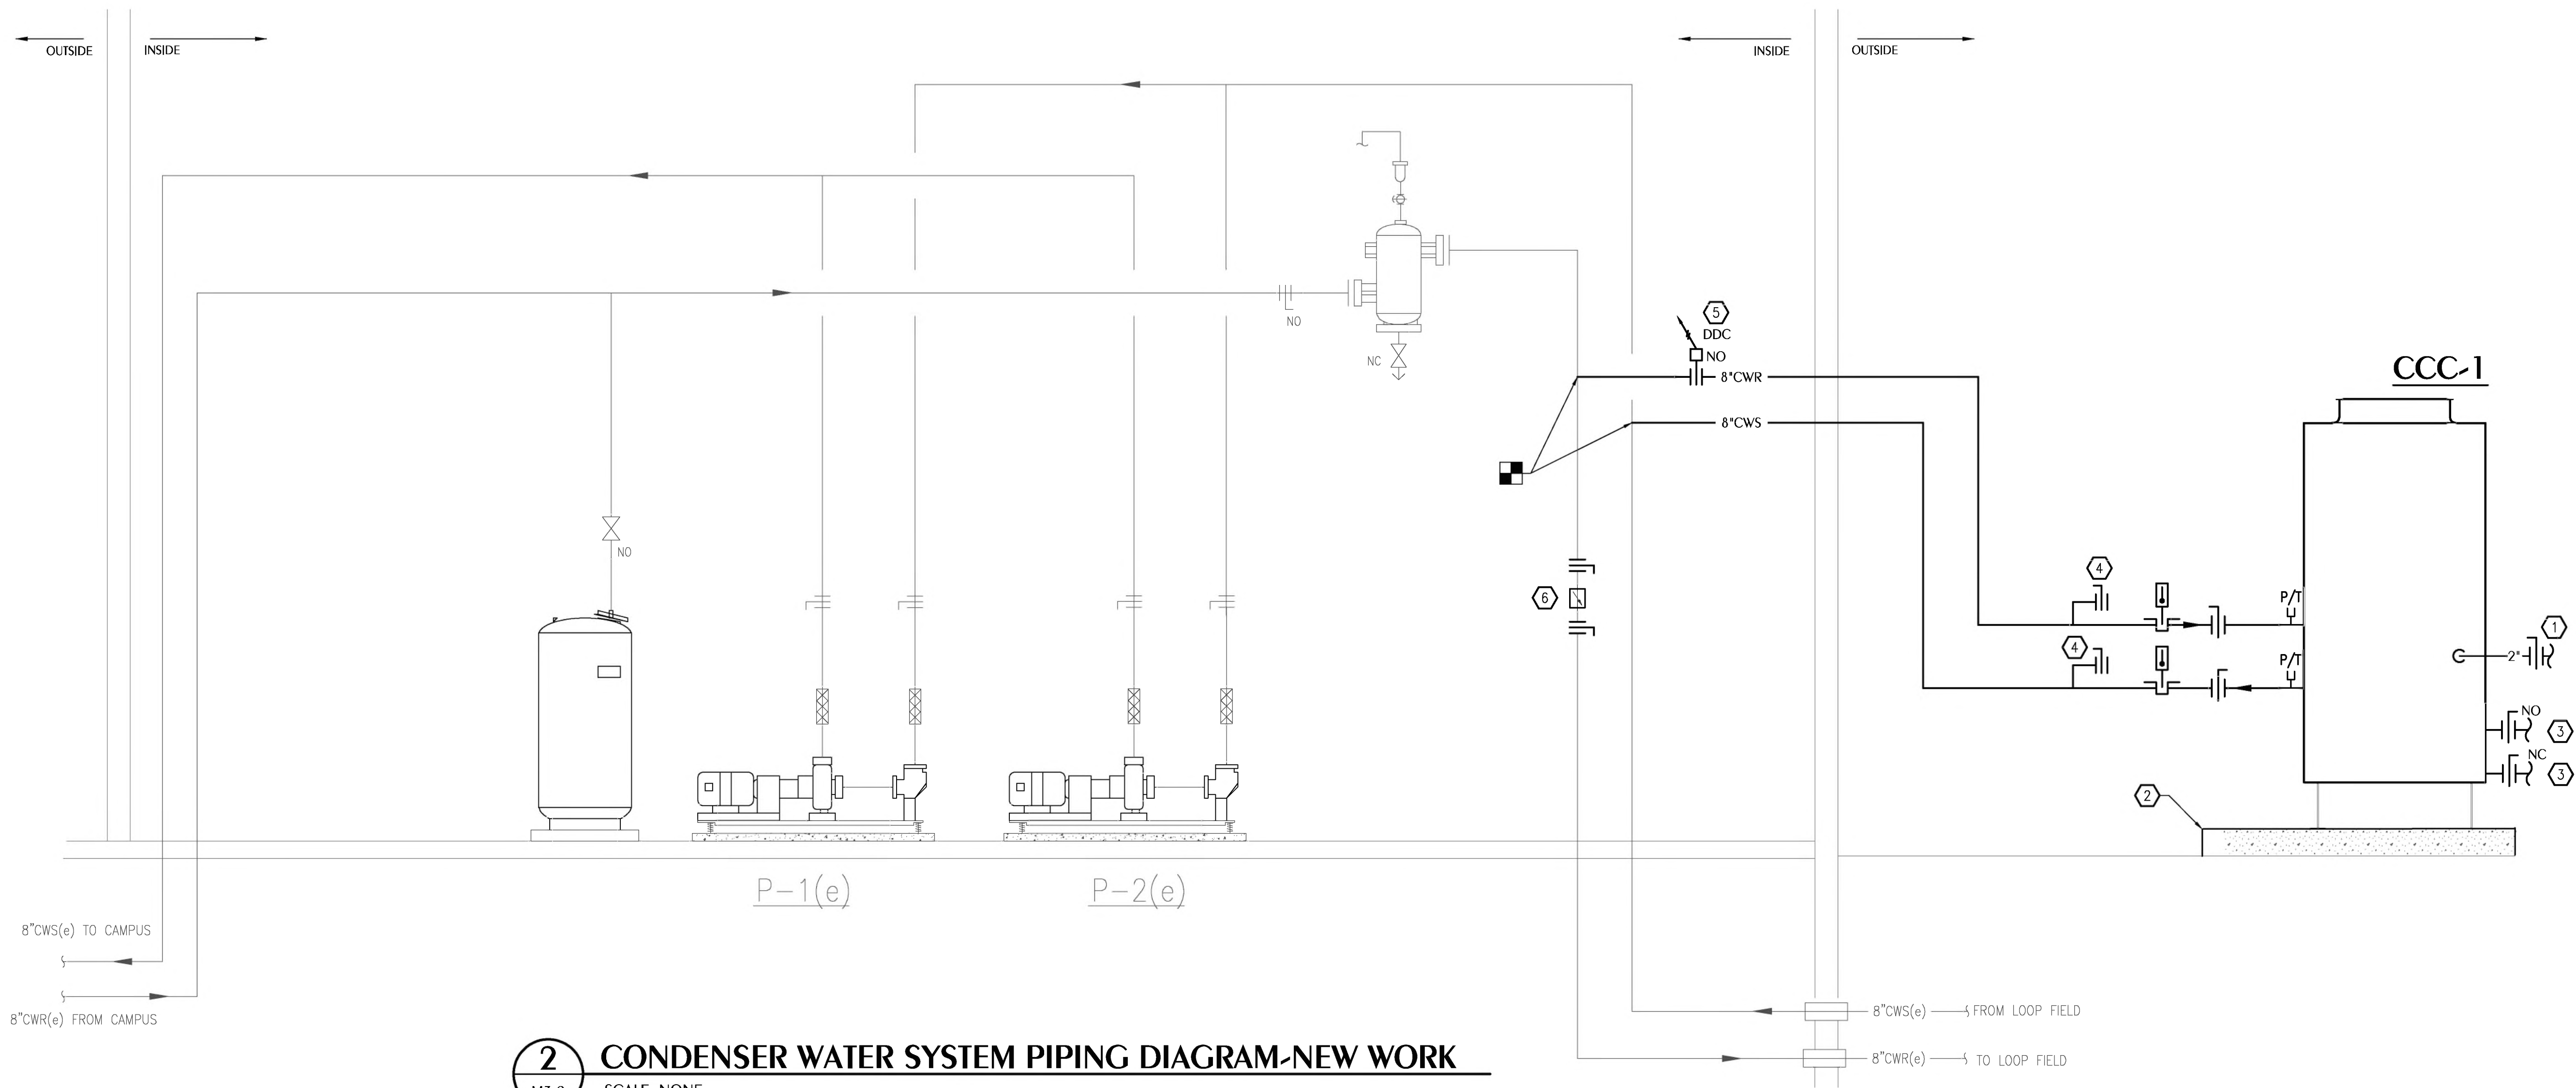 OUTSIDE
INSIDE
INSIDE
OUTSIDE
5
DDC
NO
NO
8"CWR
CCC-1
NC
8"CWS
NO
4
6
P/T
1
4
P/T
2"
NO
3
NC
3
2
P-1(e)
P-2(e)
8"CWS(e) TO CAMPUS
8"CWR(e) FROM CAMPUS
8"CWS(e) FROM LOOP FIELD
8"CWR(e) TO LOOP FIELD
2 CONDENSER WATER SYSTEM PIPING DIAGRAM-NEW WORK